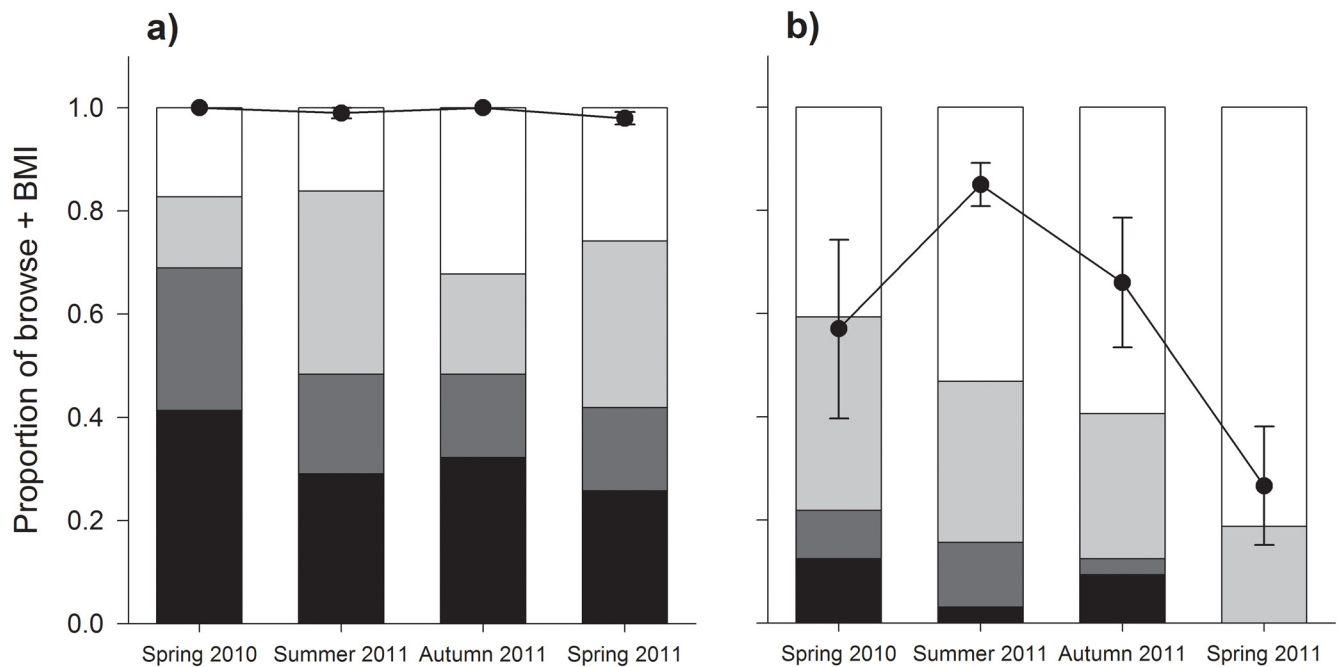 a)
b)
Proportion of browse + BMI
1.0
0.8
0.6
0.4
0.2
0.0
Spring 2010 Summer 2011 Autumn 2011 Spring 2011
Spring 2010 Summer 2011 Autumn 2011 Spring 2011